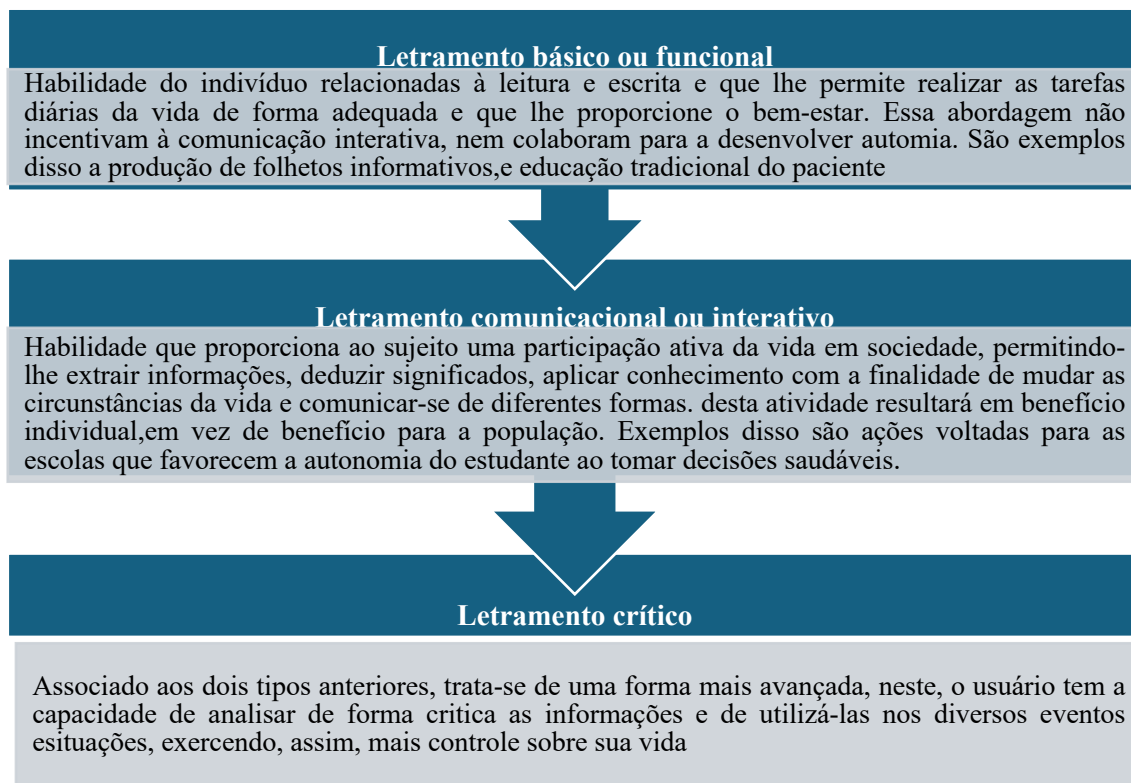 Letramento básico ou funcional
Habilidade do indivíduo relacionadas à leitura e escrita e que lhe permite realizar as tarefas
diárias da vida de forma adequada e que lhe proporcione o bem-estar. Essa abordagem não
incentivam à comunicação interativa, nem colaboram para a desenvolver automia. São exemplos
disso a produção de folhetos informativos,e educação tradicional do paciente
Letramento comunicacional ou interativo
Habilidade que proporciona ao sujeito uma participação ativa da vida em sociedade, permitindo-
lhe extrair informações, deduzir significados, aplicar conhecimento com a finalidade de mudar as
circunstâncias da vida e comunicar-se de diferentes formas. desta atividade resultará em benefício
individual,em vez de benefício para a população. Exemplos disso são ações voltadas para as
escolas que favorecem a autonomia do estudante ao tomar decisões saudáveis.
Letramento crítico
Associado aos dois tipos anteriores, trata-se de uma forma mais avançada, neste, o usuário tem a
capacidade de analisar de forma critica as informações e de utilizá-las nos diversos eventos
esituações, exercendo, assim, mais controle sobre sua vida